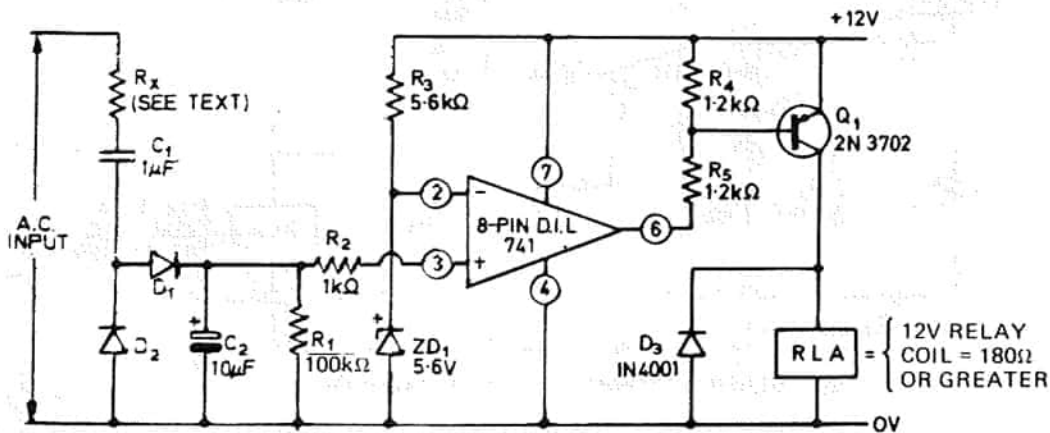 +12V
RX
(SEE TEXT)
C1
1µF
A.C.
INPUT
D1
D2
C2
10µF
+
R1
100kΩ
R2
1kΩ
R3
5.6kΩ
+
ZD1
5.6V
2
3
-
+
8-PIN D.I.L
741
7
4
6
R4
1.2kΩ
R5
1.2kΩ
Q1
2N 3702
D3
IN4001
RLA
=
12V RELAY
COIL = 180Ω
OR GREATER
0V